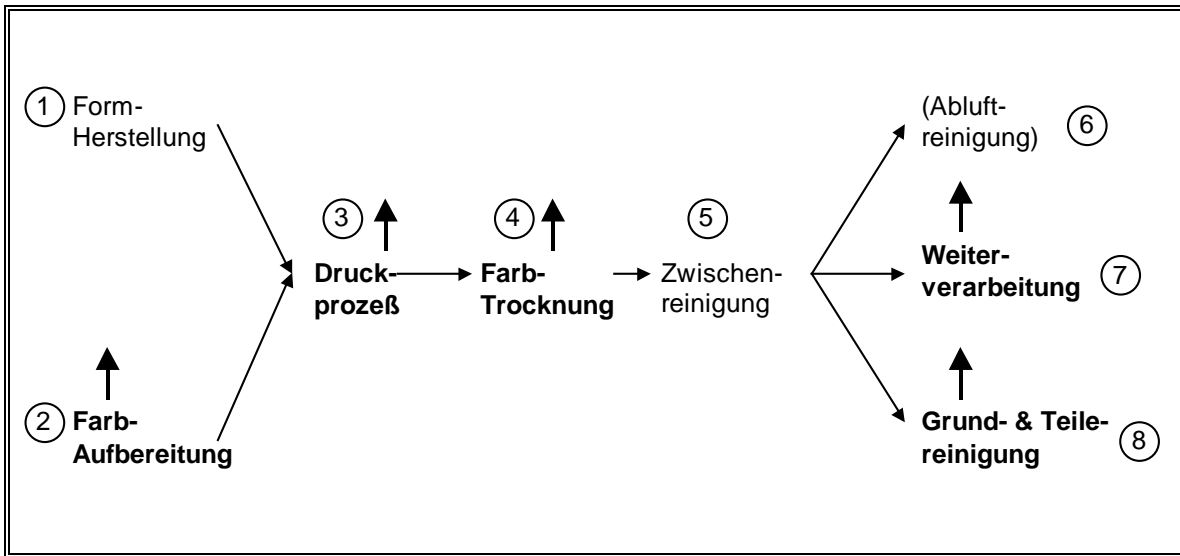 1 Form-
Herstellung
2 Farb-
Aufbereitung
3
Druck-
prozeß
4
Farb-
Trocknung
5
Zwischen-
reinigung
(Abluft-
reinigung) 6
Weiter-
verarbeitung 7
Grund- & Teile-
reinigung 8